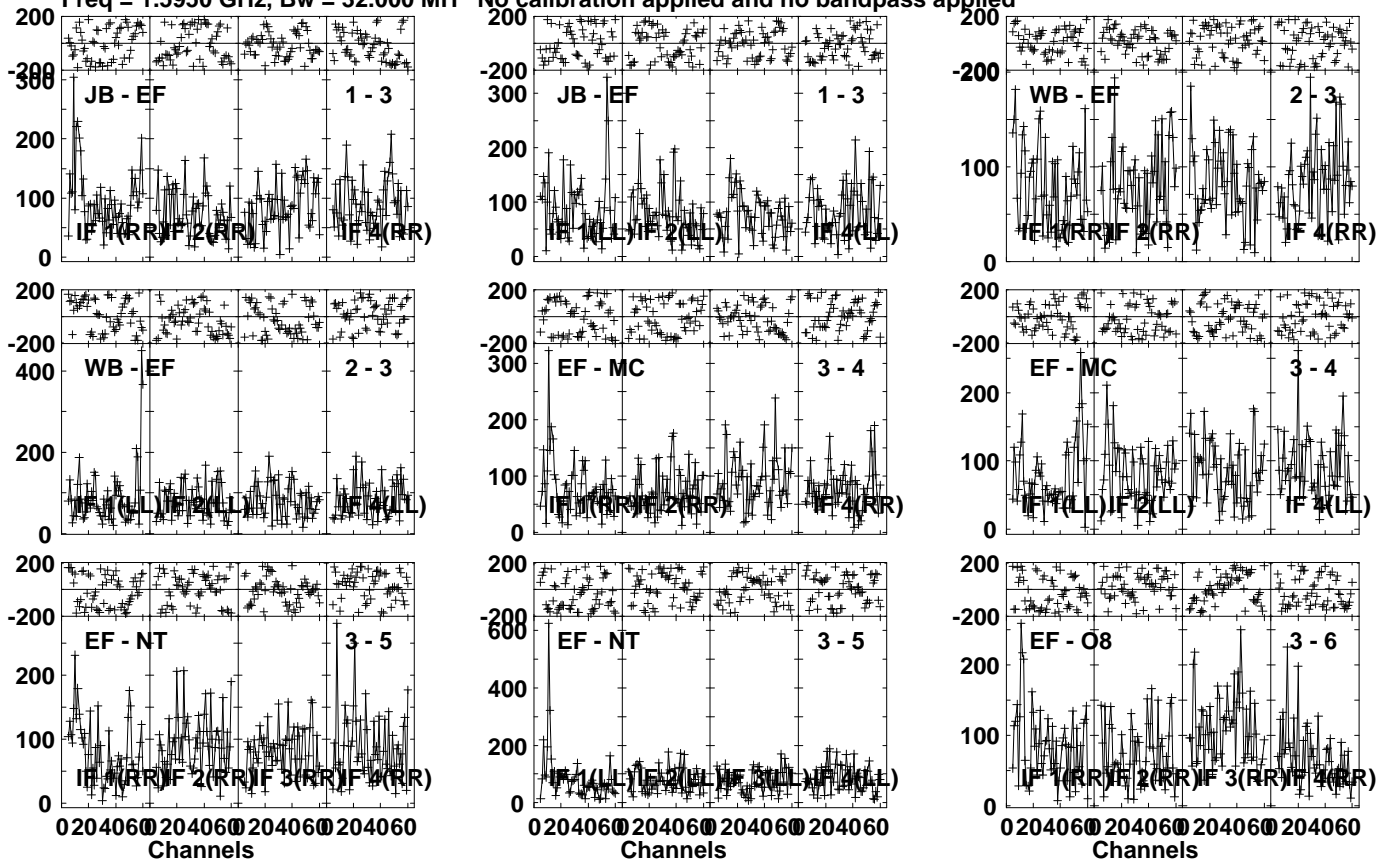 Freq = 1.5950 GHz, Bw = 32.000 MH No calibration applied and no bandpass applied
200
-200
300
200
100
0
JB - EF 1 - 3
IF 1(RR) IF 2(RR) IF 4(RR)
200
-200
300
200
100
0
JB - EF 1 - 3
IF 1(LL) IF 2(LL) IF 4(LL)
200
-200
200
100
0
WB - EF 2 - 3
IF 1(RR) IF 2(RR) IF 4(RR)
200
-200
400
200
0
WB - EF 2 - 3
IF 1(LL) IF 2(LL) IF 4(LL)
200
-200
300
200
100
0
EF - MC 3 - 4
IF 1(RR) IF 2(RR) IF 4(RR)
200
-200
200
100
0
EF - MC 3 - 4
IF 1(LL) IF 2(LL) IF 4(LL)
200
-200
200
100
0
EF - NT 3 - 5
IF 1(RR) IF 2(RR) IF 3(RR) IF 4(RR)
0 20 40 60 0 20 40 60 0 20 40 60 0 20 40 60
Channels
200
-200
600
400
200
0
EF - NT 3 - 5
IF 1(LL) IF 2(LL) IF 3(LL) IF 4(LL)
0 20 40 60 0 20 40 60 0 20 40 60 0 20 40 60
Channels
200
-200
200
100
0
EF - O8 3 - 6
IF 1(RR) IF 2(RR) IF 3(RR) IF 4(RR)
0 20 40 60 0 20 40 60 0 20 40 60 0 20 40 60
Channels